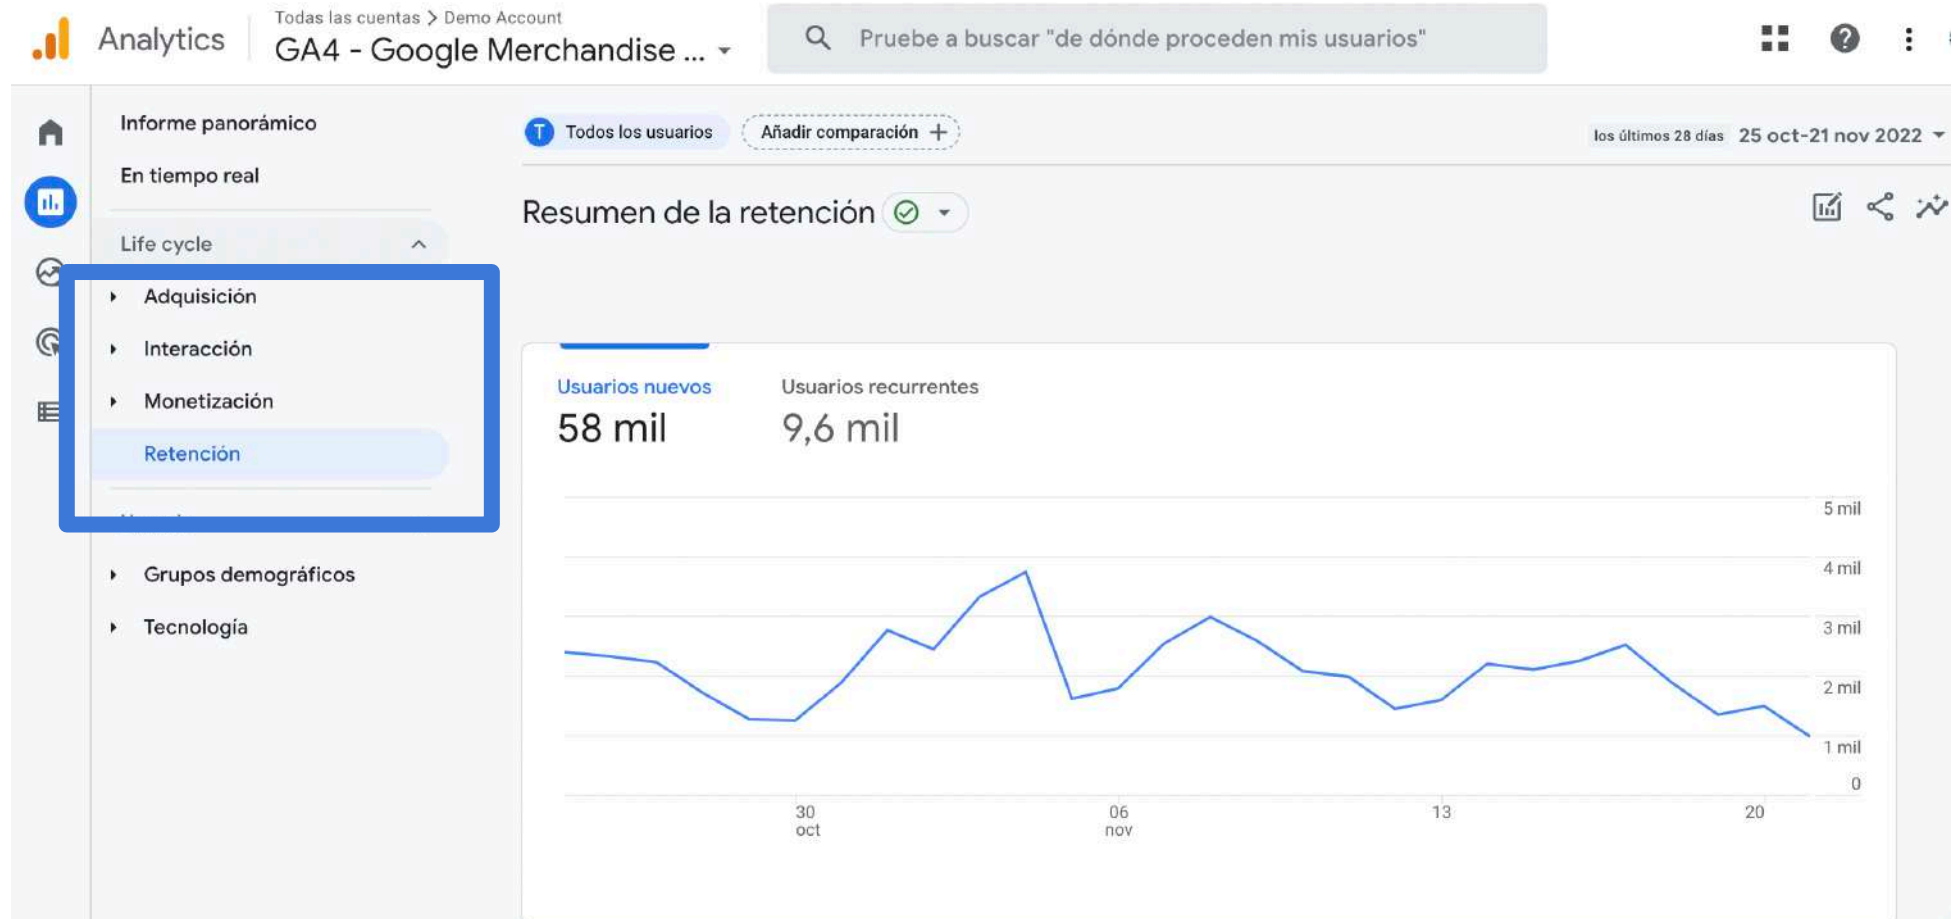 Analytics
Todas las cuentas > Demo Account
GA4 - Google Merchandise ...
Pruebe a buscar "de dónde proceden mis usuarios"
Informe panorámico
En tiempo real
Life cycle
Adquisición
Interacción
Monetización
Retención
Grupos demográficos
Tecnología
T Todos los usuarios
Añadir comparación +
los últimos 28 días 25 oct-21 nov 2022
Resumen de la retención
Usuarios nuevos
58 mil
Usuarios recurrentes
9,6 mil
5 mil
4 mil
3 mil
2 mil
1 mil
0
30
oct
06
nov
13
20